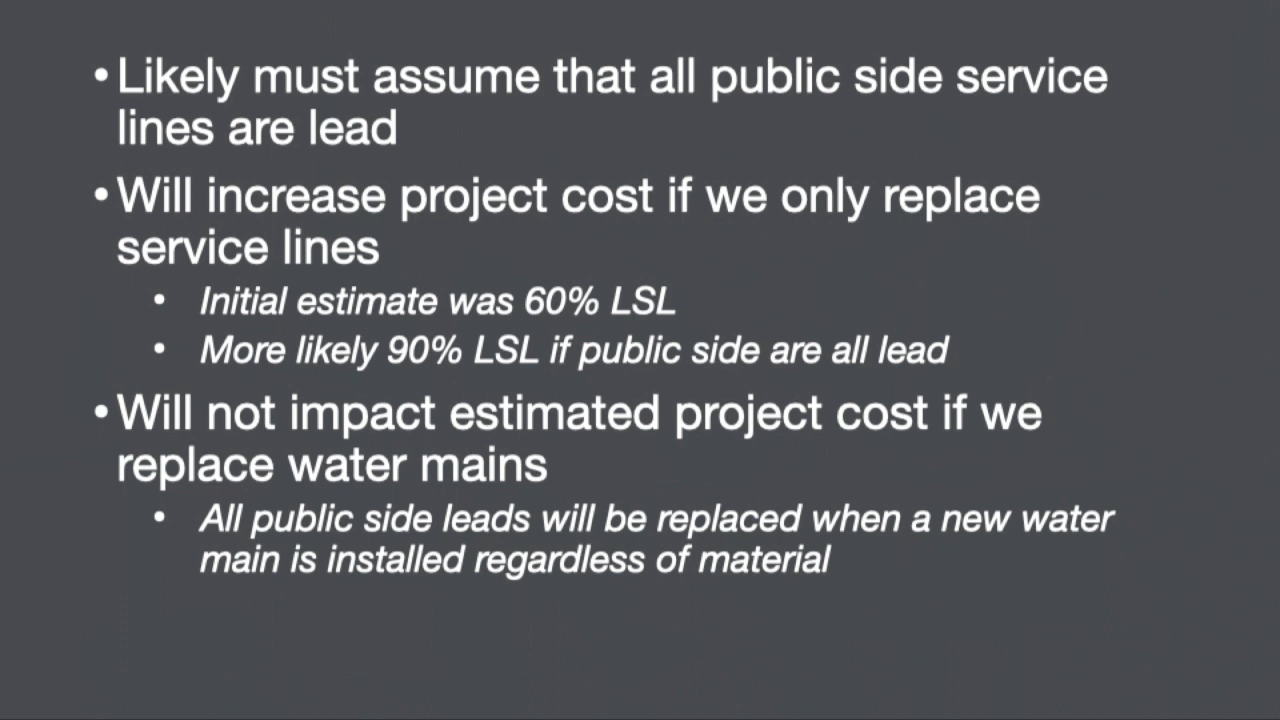 •Likely must assume that all public side service
lines are lead
•Will increase project cost if we only replace
service lines
• Initial estimate was 60% LSL
• More likely 90% LSL if public side are all lead
•Will not impact estimated project cost if we
replace water mains
• All public side leads will be replaced when a new water
main is installed regardless of material